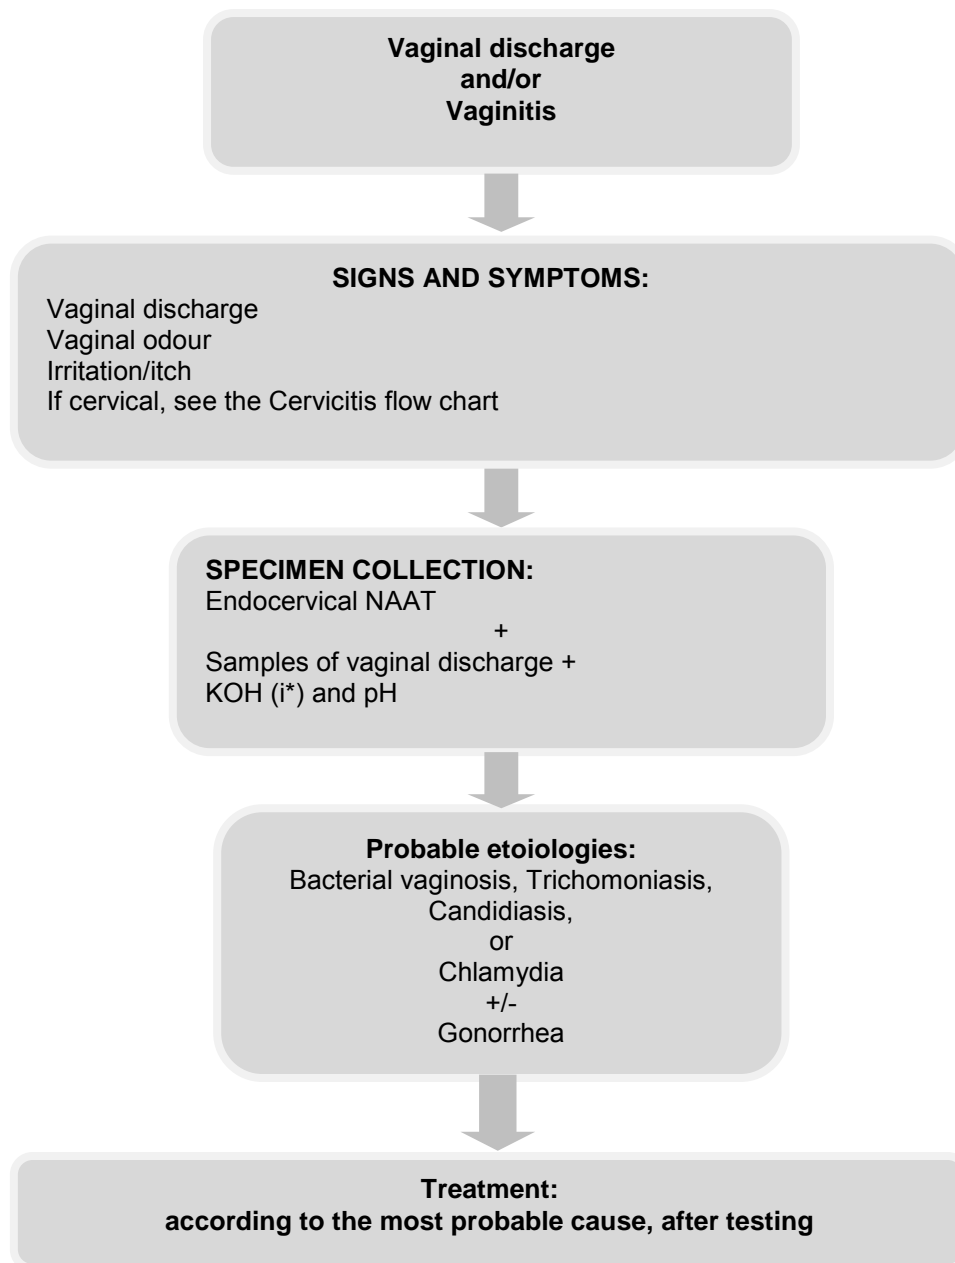 Vaginal discharge
and/or
Vaginitis
SIGNS AND SYMPTOMS:
Vaginal discharge
Vaginal odour
Irritation/itch
If cervical, see the Cervicitis flow chart
SPECIMEN COLLECTION:
Endocervical NAAT
+
Samples of vaginal discharge +
KOH (i*) and pH
Probable etoiologies:
Bacterial vaginosis, Trichomoniasis,
Candidiasis,
or
Chlamydia
+/-
Gonorrhea
Treatment:
according to the most probable cause, after testing